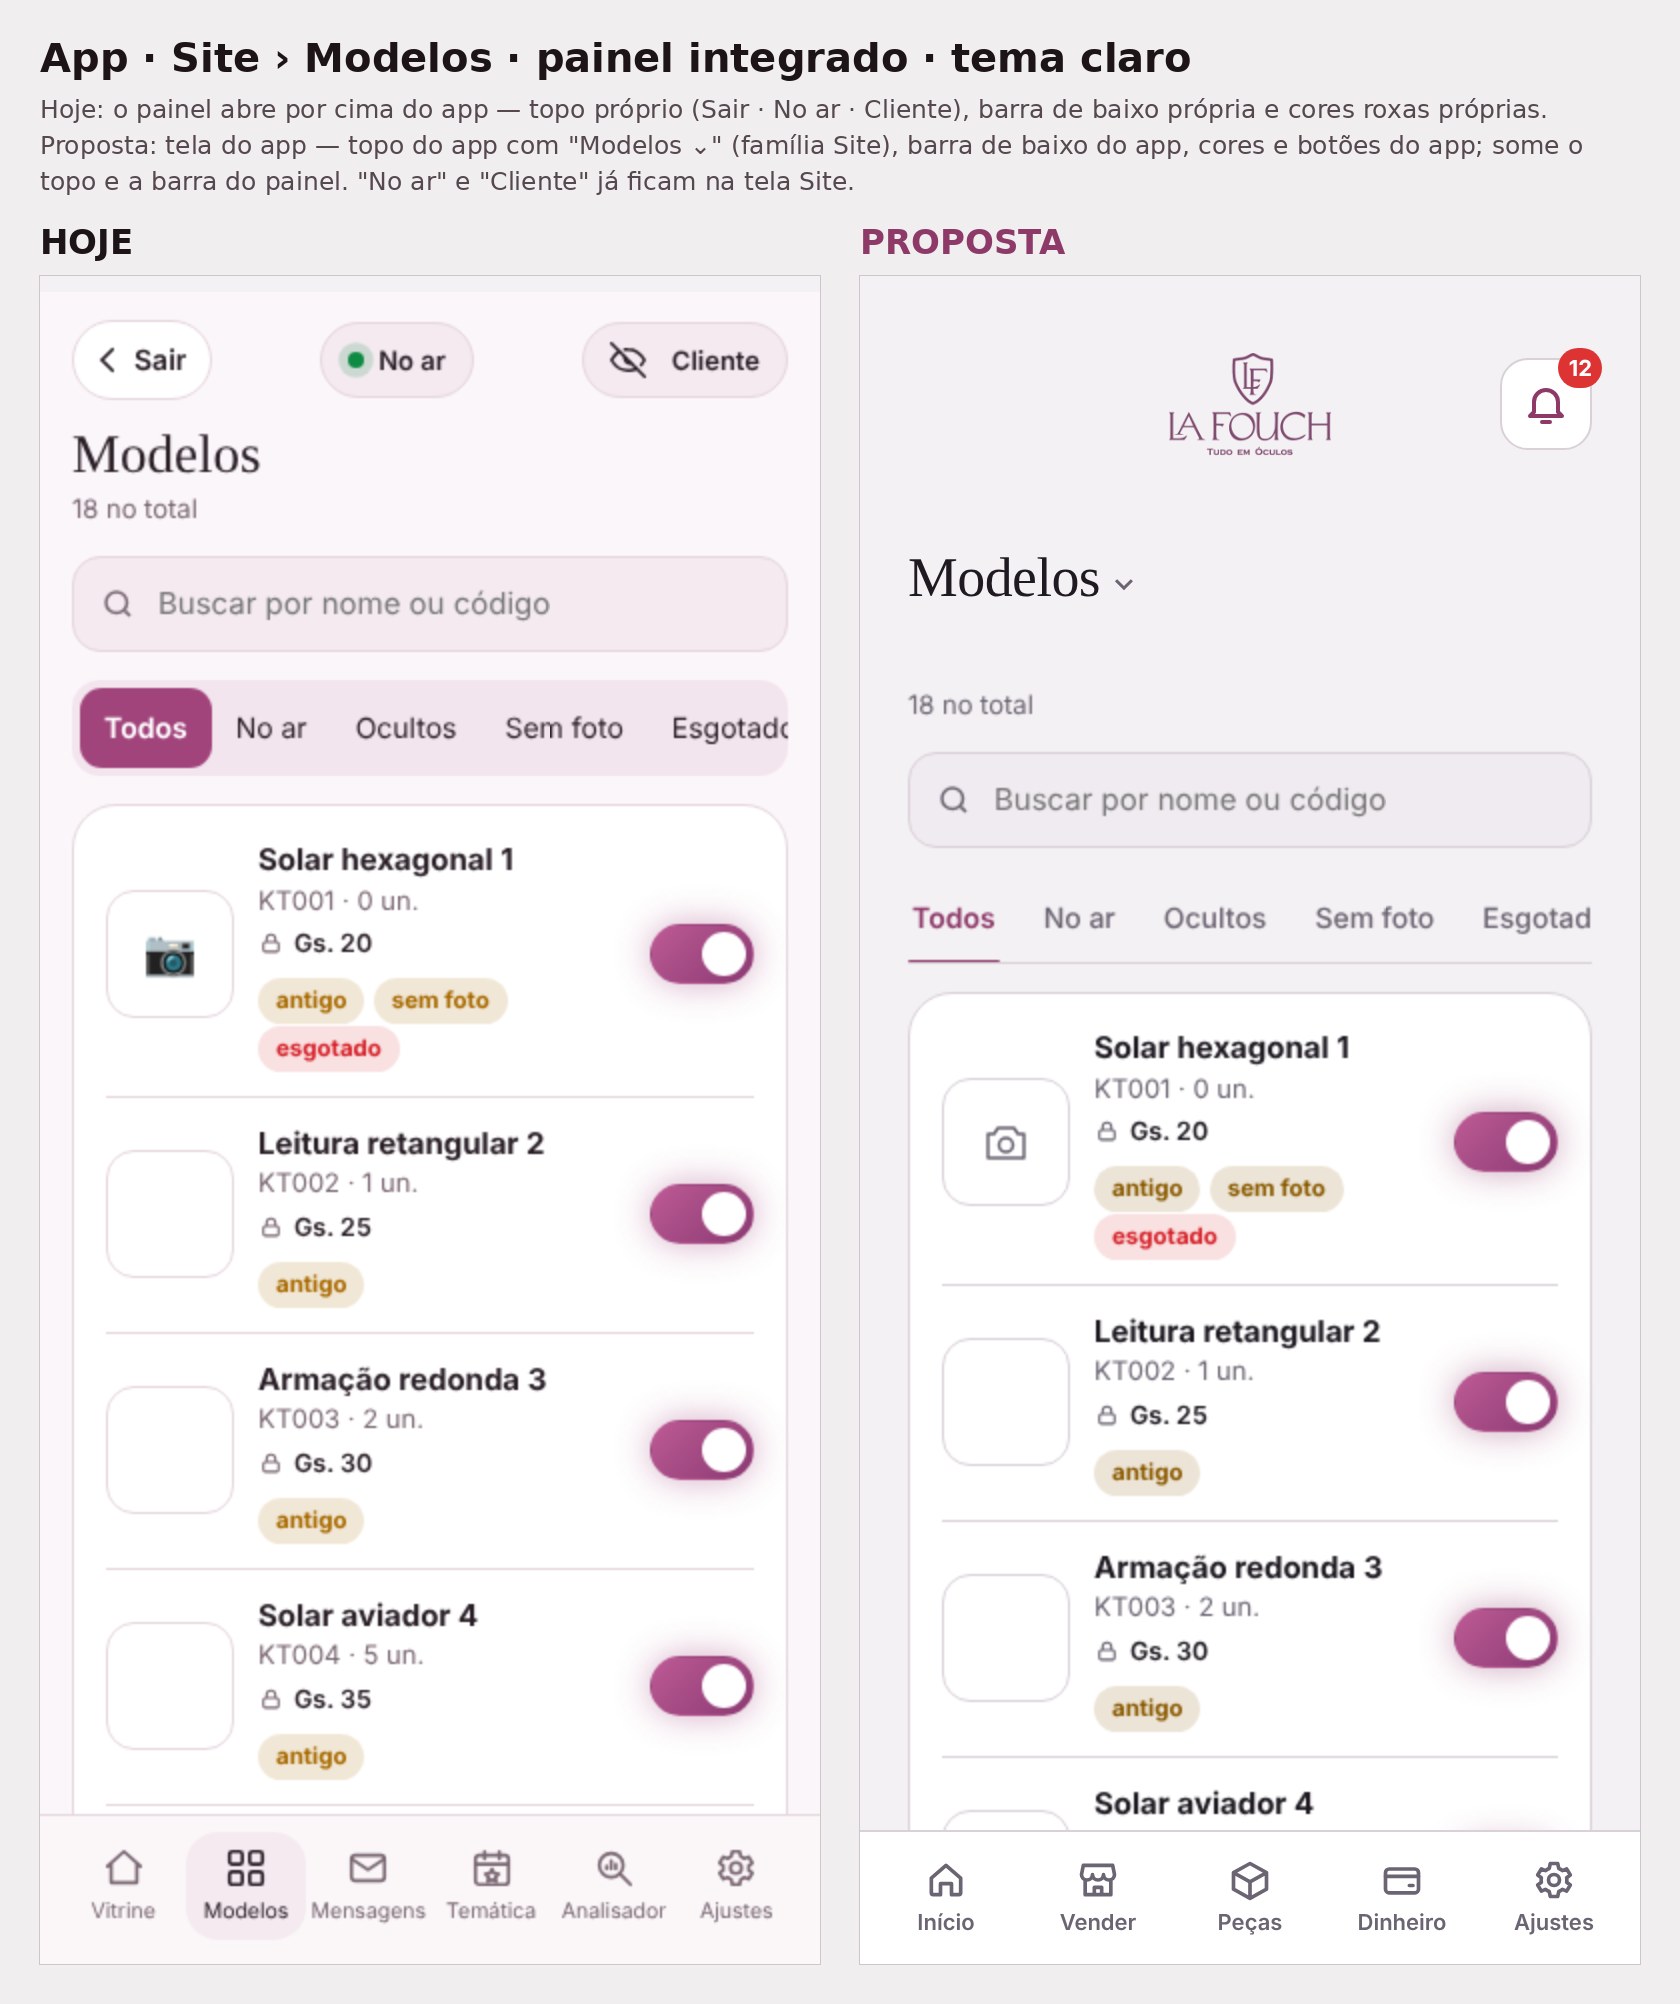 App · Site › Modelos · painel integrado · tema claro
Hoje: o painel abre por cima do app — topo próprio (Sair · No ar · Cliente), barra de baixo própria e cores roxas próprias.
Proposta: tela do app — topo do app com "Modelos ⌄" (família Site), barra de baixo do app, cores e botões do app; some o
topo e a barra do painel. "No ar" e "Cliente" já ficam na tela Site.
HOJE
Sair
No ar
Cliente
Modelos
18 no total
Buscar por nome ou código
Todos No ar Ocultos Sem foto Esgotado
Solar hexagonal 1
KT001 · 0 un.
Gs. 20
antigo sem foto
esgotado
Leitura retangular 2
KT002 · 1 un.
Gs. 25
antigo
Armação redonda 3
KT003 · 2 un.
Gs. 30
antigo
Solar aviador 4
KT004 · 5 un.
Gs. 35
antigo
Vitrine Modelos Mensagens Temática Analisador Ajustes
PROPOSTA
LF
LA FOUCH
TUDO EM ÓCULOS
12
Modelos
18 no total
Buscar por nome ou código
Todos No ar Ocultos Sem foto Esgotad
Solar hexagonal 1
KT001 · 0 un.
Gs. 20
antigo sem foto
esgotado
Leitura retangular 2
KT002 · 1 un.
Gs. 25
antigo
Armação redonda 3
KT003 · 2 un.
Gs. 30
antigo
Solar aviador 4
Início Vender Peças Dinheiro Ajustes